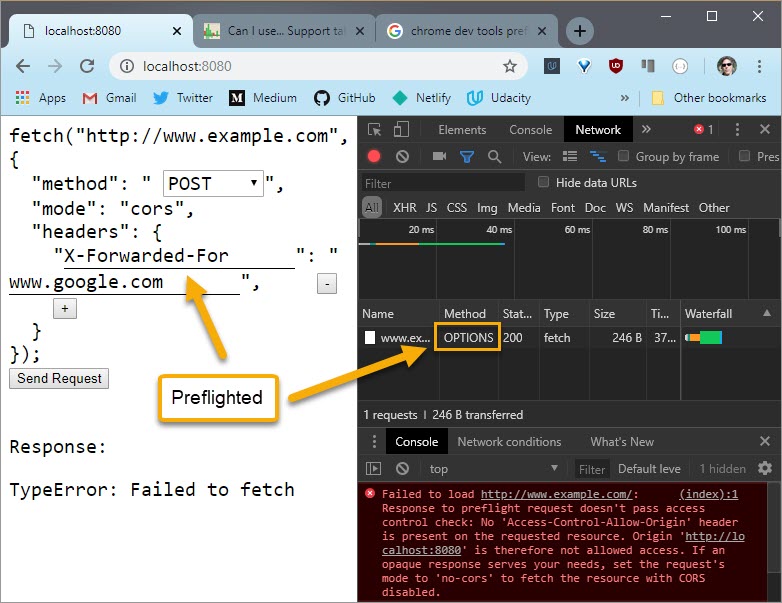 localhost:8080
Can I use... Support tal
chrome dev tools pref
localhost:8080
Apps Gmail Twitter Medium GitHub Netlify Udacity » Other bookmarks
fetch("http://www.example.com",
{
"method": " POST ",
"mode": "cors",
"headers": {
"X-Forwarded-For": "
www.google.com", -
+
}
});
Send Request
Preflighted
Response:
TypeError: Failed to fetch
Elements Console Network » 1
View: Group by frame Pres
Filter Hide data URLs
All XHR JS CSS Img Media Font Doc WS Manifest Other
20 ms 40 ms 60 ms 80 ms 100 ms
Name Method Stat... Type Size Ti... Waterfall
www.ex... OPTIONS 200 fetch 246 B 37...
1 requests | 246 B transferred
Console Network conditions What's New
top Filter Default leve 1 hidden
Failed to load http://www.example.com/: (index):1
Response to preflight request doesn't pass access
control check: No 'Access-Control-Allow-Origin' header
is present on the requested resource. Origin 'http://lo
calhost:8080' is therefore not allowed access. If an
opaque response serves your needs, set the request's
mode to 'no-cors' to fetch the resource with CORS
disabled.